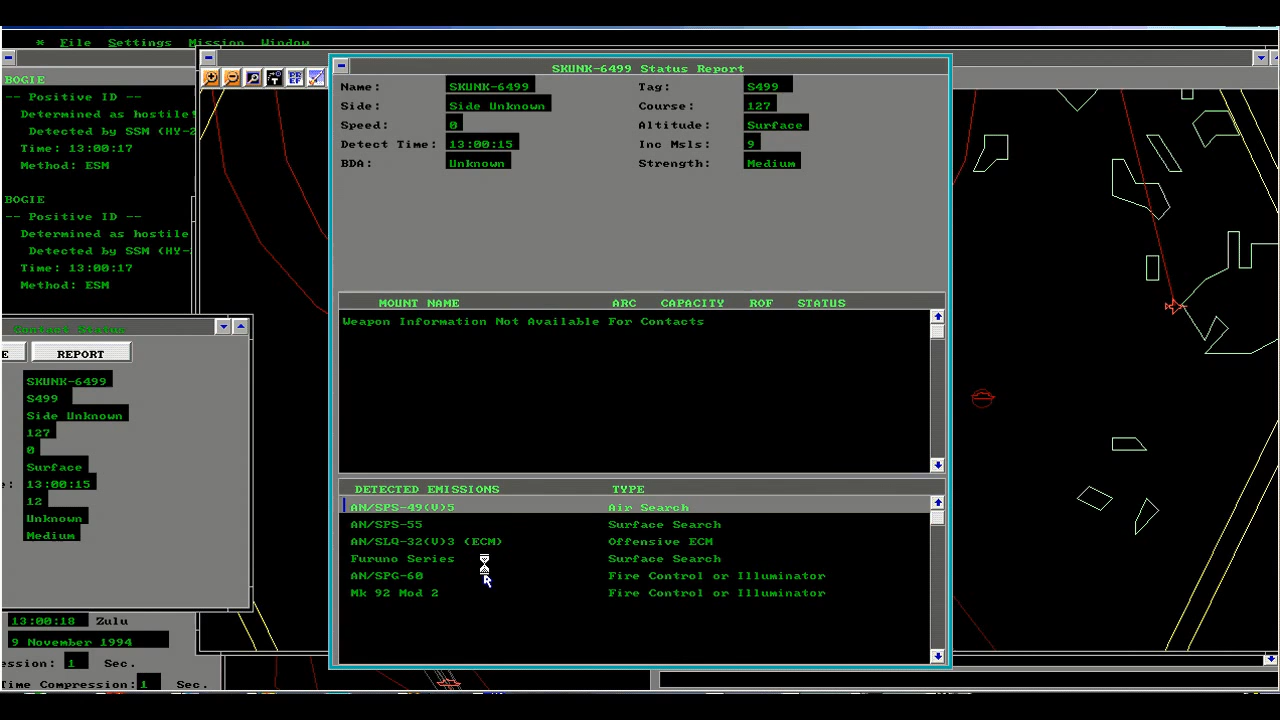 * File Settings Mission Window
BOGIE
-- Positive ID --
Determined as hostile
Detected by SSM (HY-2
Time: 13:00:17
Method: ESM
BOGIE
-- Positive ID --
Determined as hostile
Detected by SSM (HY-
Time: 13:00:17
Method: ESM
Contact Status
E REPORT
SKUNK-6499
S499
Side Unknown
127
0
Surface
: 13:00:15
12
Unknown
Medium
13:00:18 Zulu
9 November 1994
ession: 1 Sec.
Time Compression: 1 Sec.
SKUNK-6499 Status Report
Name: SKUNK-6499 Tag: S499
Side: Side Unknown Course: 127
Speed: 0 Altitude: Surface
Detect Time: 13:00:15 Inc Msls: 9
BDA: Unknown Strength: Medium
MOUNT NAME ARC CAPACITY ROF STATUS
Weapon Information Not Available For Contacts
DETECTED EMISSIONS TYPE
AN/SPS-49(V)5 Air Search
AN/SPS-55 Surface Search
AN/SLQ-32(V)3 (ECM) Offensive ECM
Furuno Series Surface Search
AN/SPG-60 Fire Control or Illuminator
Mk 92 Mod 2 Fire Control or Illuminator